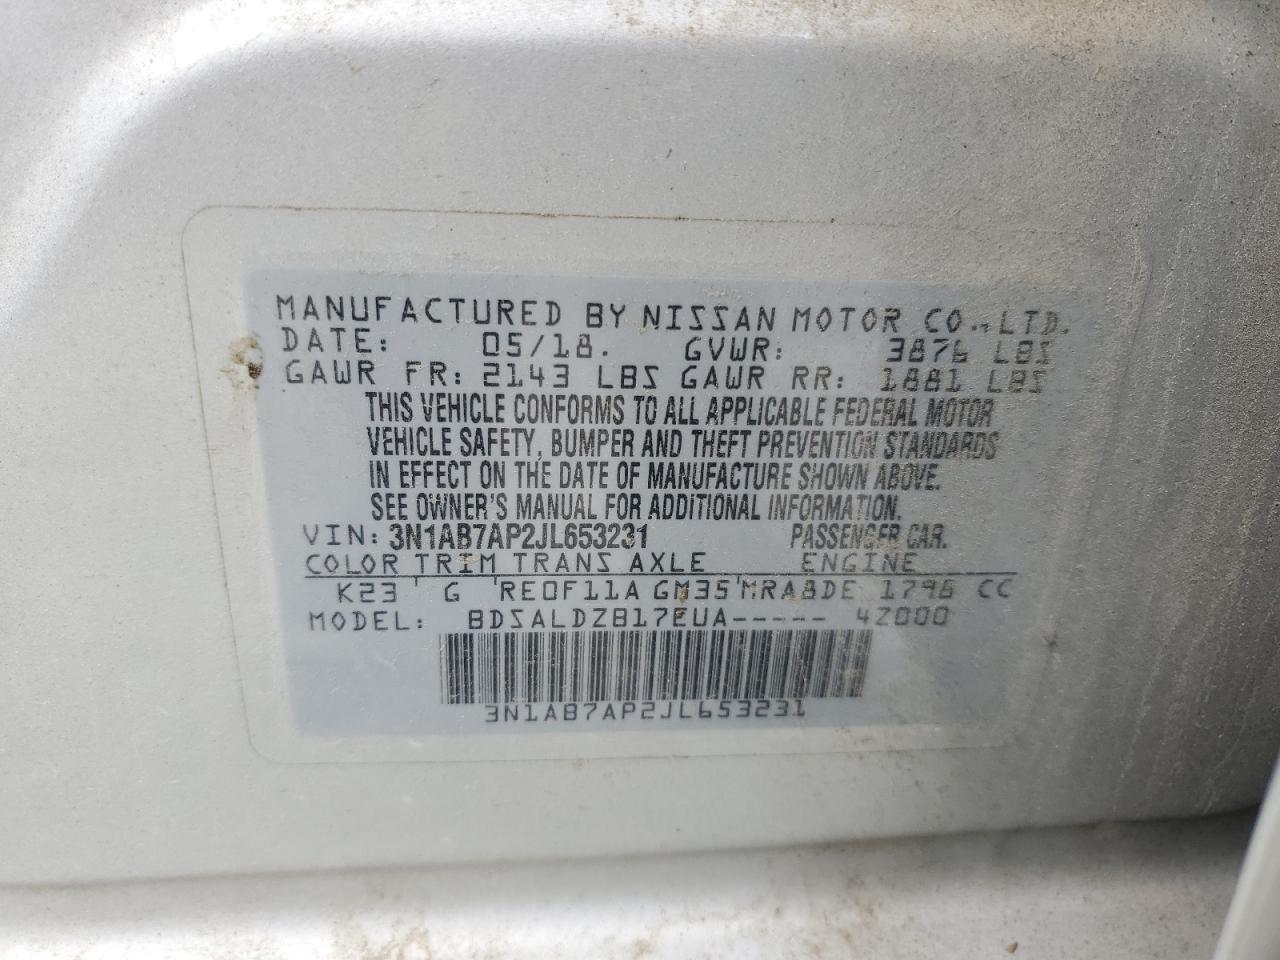 MANUFACTURED BY NISSAN MOTOR CO., LTD.
DATE: 05/18. GVWR: 3876 LBS
GAWR FR: 2143 LBS GAWR RR: 1881 LBS
THIS VEHICLE CONFORMS TO ALL APPLICABLE FEDERAL MOTOR
VEHICLE SAFETY, BUMPER AND THEFT PREVENTION STANDARDS
IN EFFECT ON THE DATE OF MANUFACTURE SHOWN ABOVE.
SEE OWNER'S MANUAL FOR ADDITIONAL INFORMATION.
VIN: 3N1AB7AP2JL653231 PASSENGER CAR.
COLOR TRIM TRANS AXLE ENGINE
K23 G RE0F11A GM35 MRA8DE 1798 CC
MODEL: BDSALDZB17EUA----- 4Z000
3N1AB7AP2JL653231